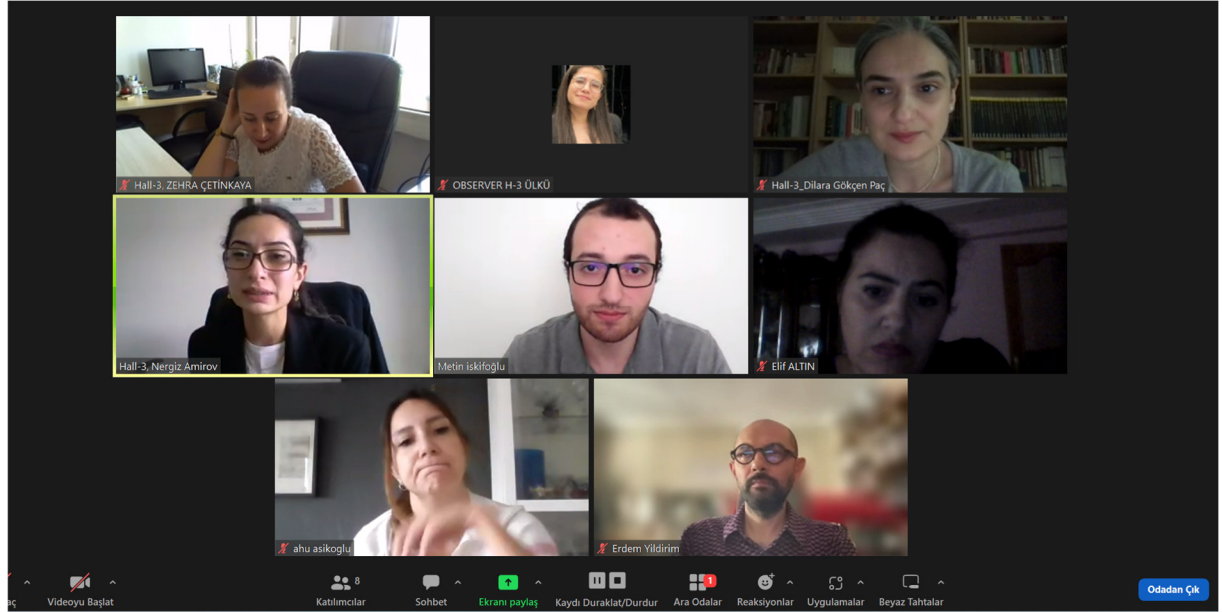 Hall-3, ZEHRA ÇETİNKAYA
OBSERVER H-3 ÜLKÜ
Hall-3_Dilara Gökçen Paç
Hall-3, Nergiz Amirov
Metin iskifoğlu
Elif ALTIN
ahu asikoglu
Erdem Yildirim
aç
Videoyu Başlat
8
Katılımcılar
Sohbet
Ekranı paylaş
Kaydı Duraklat/Durdur
1
Ara Odalar
Reaksiyonlar
Uygulamalar
Beyaz Tahtalar
Odadan Çık